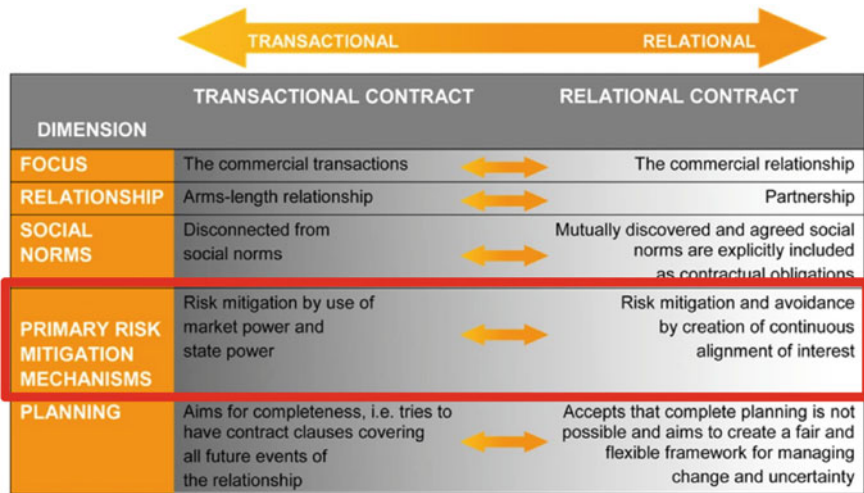 TRANSACTIONAL RELATIONAL
TRANSACTIONAL CONTRACT RELATIONAL CONTRACT
DIMENSION
FOCUS The commercial transactions The commercial relationship
RELATIONSHIP Arms-length relationship Partnership
SOCIAL NORMS
Disconnected from
social norms
Mutually discovered and agreed social
norms are explicitly included
as contractual obligations
PRIMARY RISK
MITIGATION
MECHANISMS
Risk mitigation by use of
market power and
state power
Risk mitigation and avoidance
by creation of continuous
alignment of interest
PLANNING
Aims for completeness, i.e. tries to
have contract clauses covering
all future events of
the relationship
Accepts that complete planning is not
possible and aims to create a fair and
flexible framework for managing
change and uncertainty